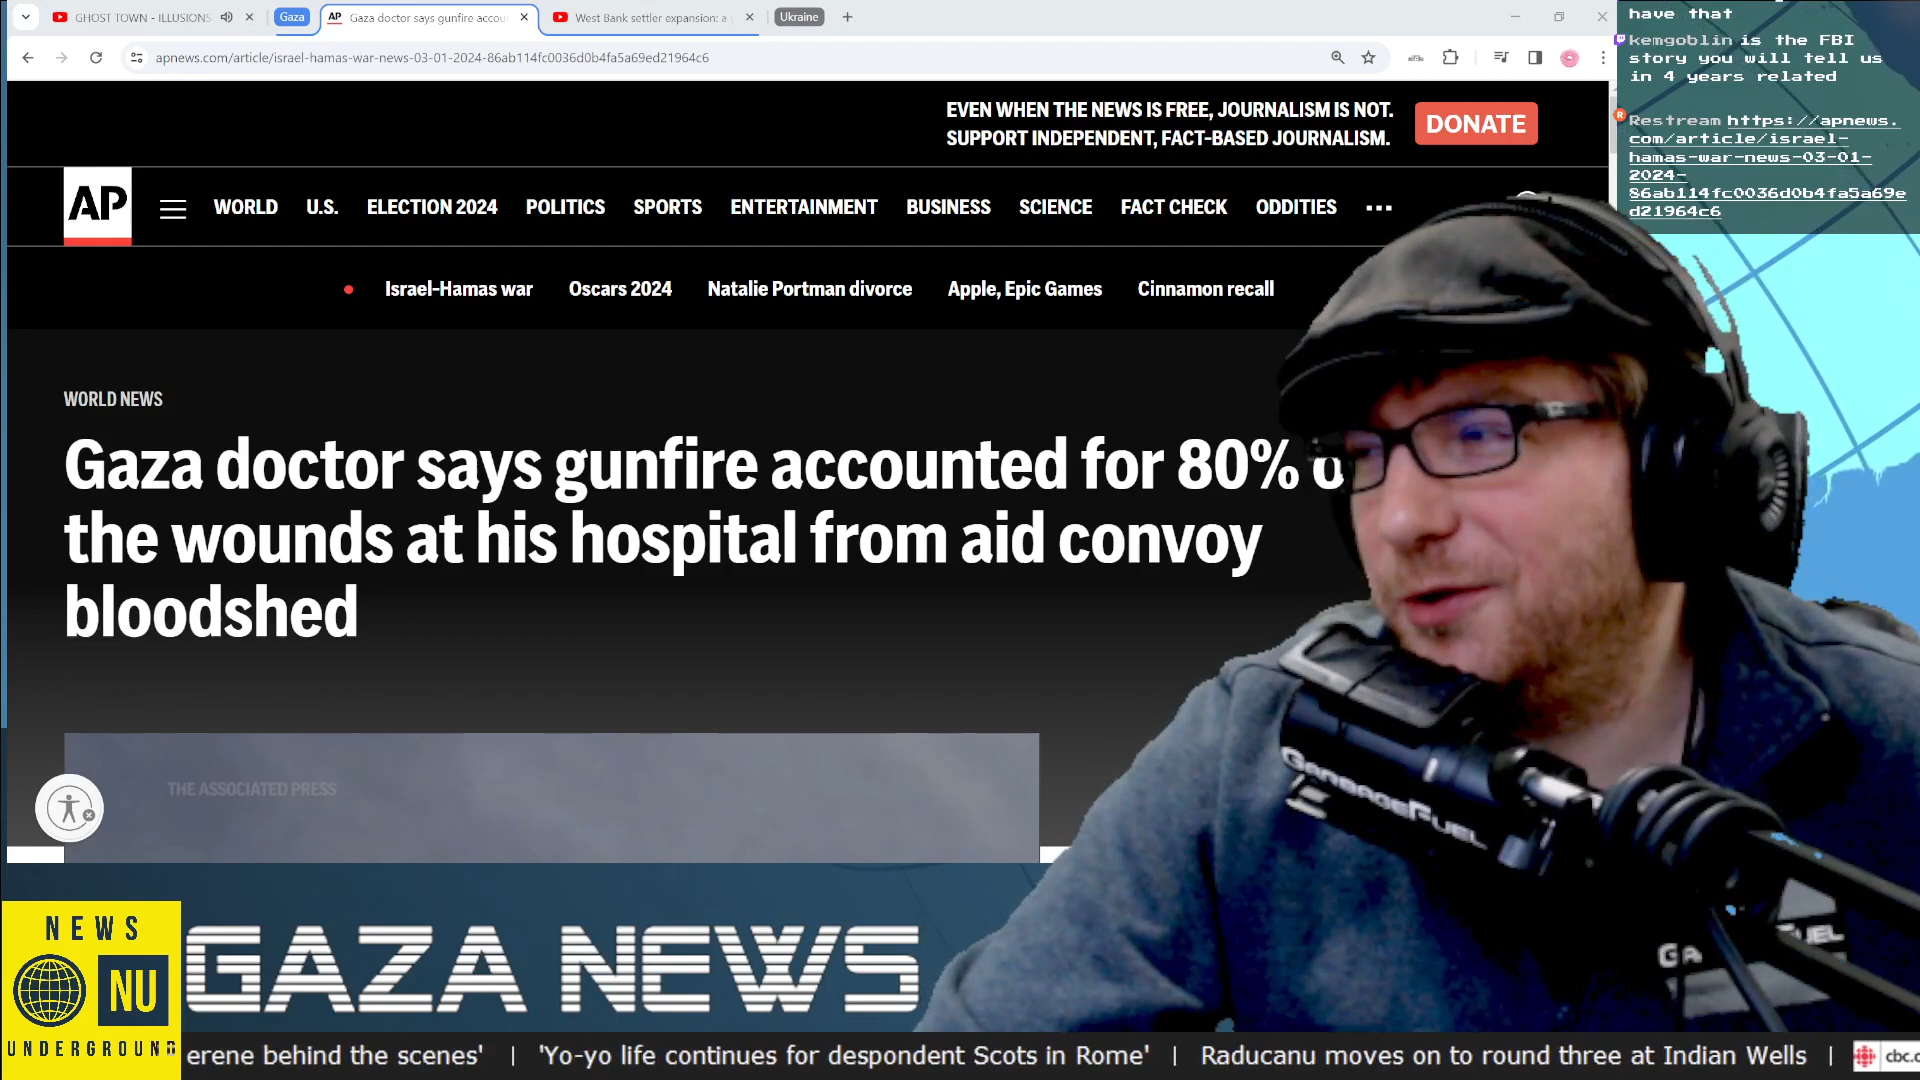 GHOST TOWN - ILLUSIONS
Gaza
Gaza doctor says gunfire accou
West Bank settler expansion: a
Ukraine
apnews.com/article/israel-hamas-war-news-03-01-2024-86ab114fc0036d0b4fa5a69ed21964c6
have that
kemgoblin is the FBI
story you will tell us
in 4 years related
Restream https://apnews.
com/article/israel-
hamas-war-news-03-01-
2024-
86ab114fc0036d0b4fa5a69e
d21964c6
EVEN WHEN THE NEWS IS FREE, JOURNALISM IS NOT.
SUPPORT INDEPENDENT, FACT-BASED JOURNALISM.
DONATE
AP
WORLD U.S. ELECTION 2024 POLITICS SPORTS ENTERTAINMENT BUSINESS SCIENCE FACT CHECK ODDITIES
Israel-Hamas war Oscars 2024 Natalie Portman divorce Apple, Epic Games Cinnamon recall
WORLD NEWS
Gaza doctor says gunfire accounted for 80%
the wounds at his hospital from aid convoy
bloodshed
THE ASSOCIATED PRESS
GARBAGEFUEL
NEWS
NU
UNDERGROUND
GAZA NEWS
erene behind the scenes' | 'Yo-yo life continues for despondent Scots in Rome' | Raducanu moves on to round three at Indian Wells |
cbc.c